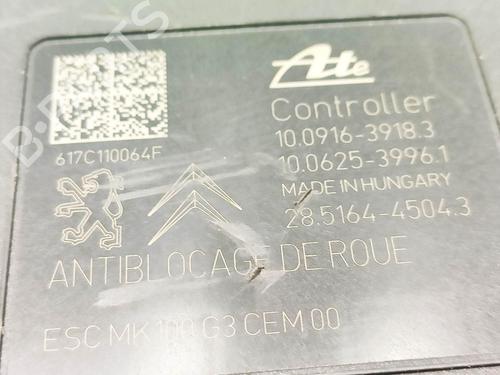 Ate
Controller
10.0916-3918.3
617C110064F
10.0625-3996.1
MADE IN HUNGARY
28.5164-4504.3
ANTIBLOCAGE DE ROUE
ESC MK 100 G3 CEM 00
B-PARTS